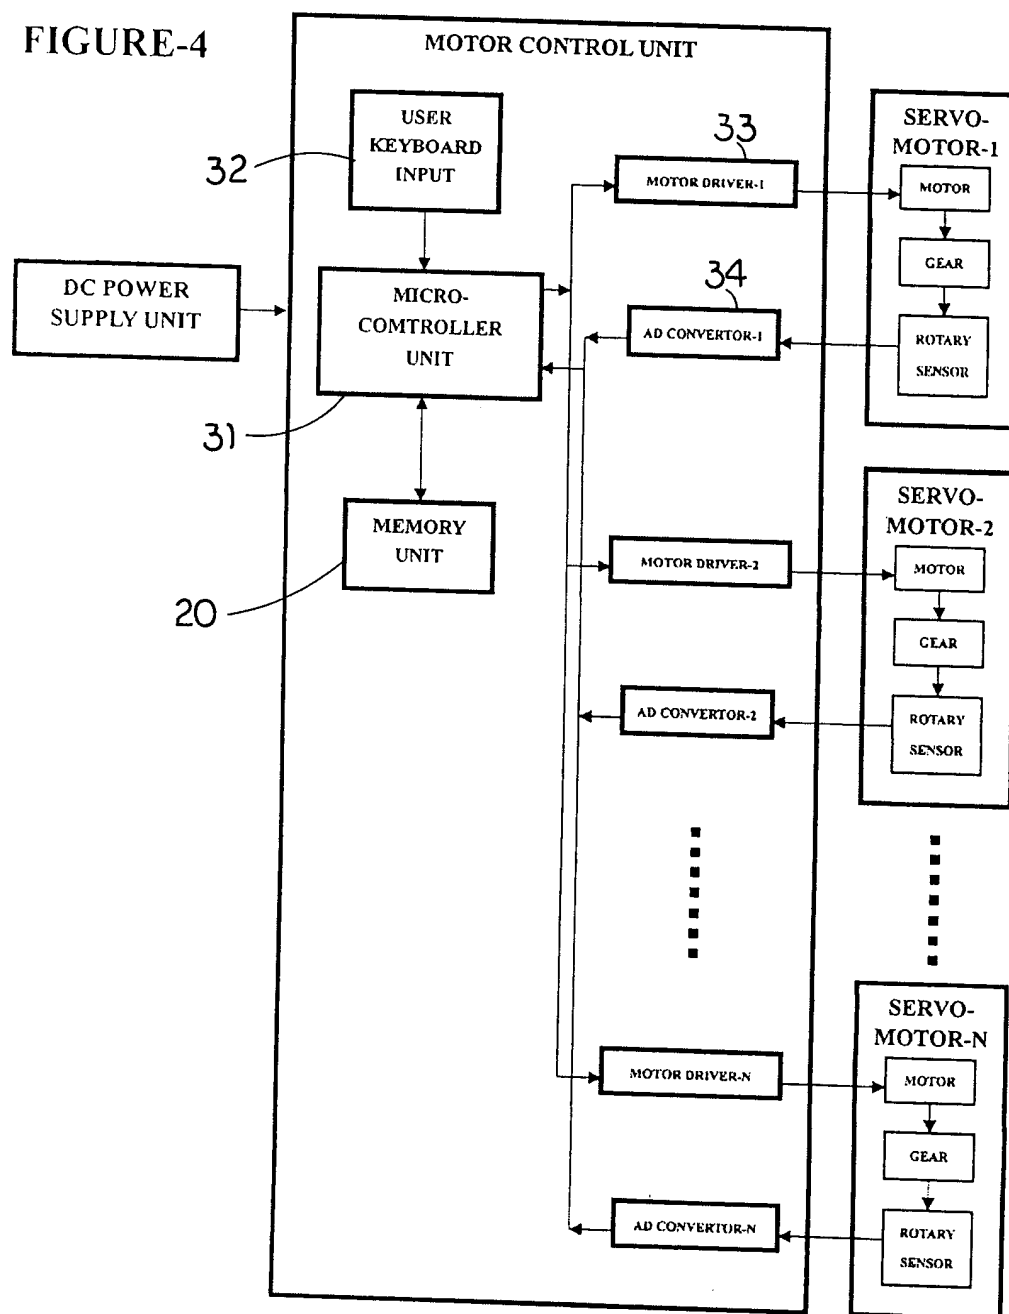 FIGURE-4
MOTOR CONTROL UNIT
USER
KEYBOARD
INPUT
32
33
MOTOR DRIVER-1
SERVO-
MOTOR-1
MOTOR
GEAR
ROTARY
SENSOR
DC POWER
SUPPLY UNIT
MICRO-
COMTROLLER
UNIT
31
34
AD CONVERTOR-1
MEMORY
UNIT
20
MOTOR DRIVER-2
SERVO-
MOTOR-2
MOTOR
GEAR
ROTARY
SENSOR
AD CONVERTOR-2
MOTOR DRIVER-N
SERVO-
MOTOR-N
MOTOR
GEAR
ROTARY
SENSOR
AD CONVERTOR-N